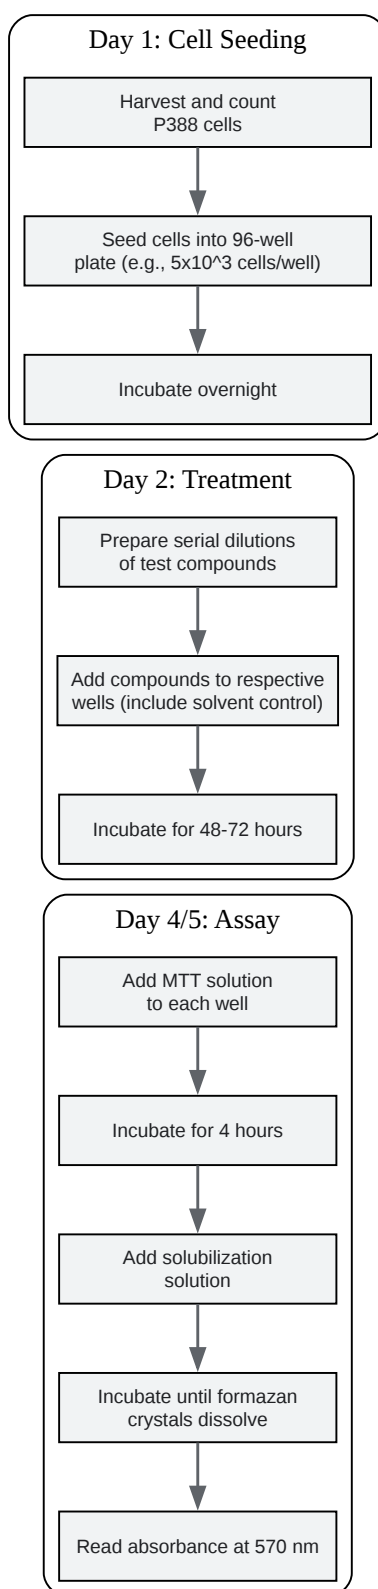 Day 1: Cell Seeding
Harvest and count
P388 cells
Seed cells into 96-well
plate (e.g., 5x10^3 cells/well)
Incubate overnight
Day 2: Treatment
Prepare serial dilutions
of test compounds
Add compounds to respective
wells (include solvent control)
Incubate for 48-72 hours
Day 4/5: Assay
Add MTT solution
to each well
Incubate for 4 hours
Add solubilization
solution
Incubate until formazan
crystals dissolve
Read absorbance at 570 nm